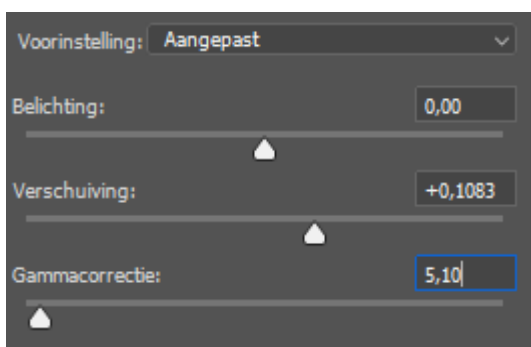 Voorinstelling: Aangepast
Belichting: 0,00
Verschuiving: +0,1083
Gammacorrectie: 5,10